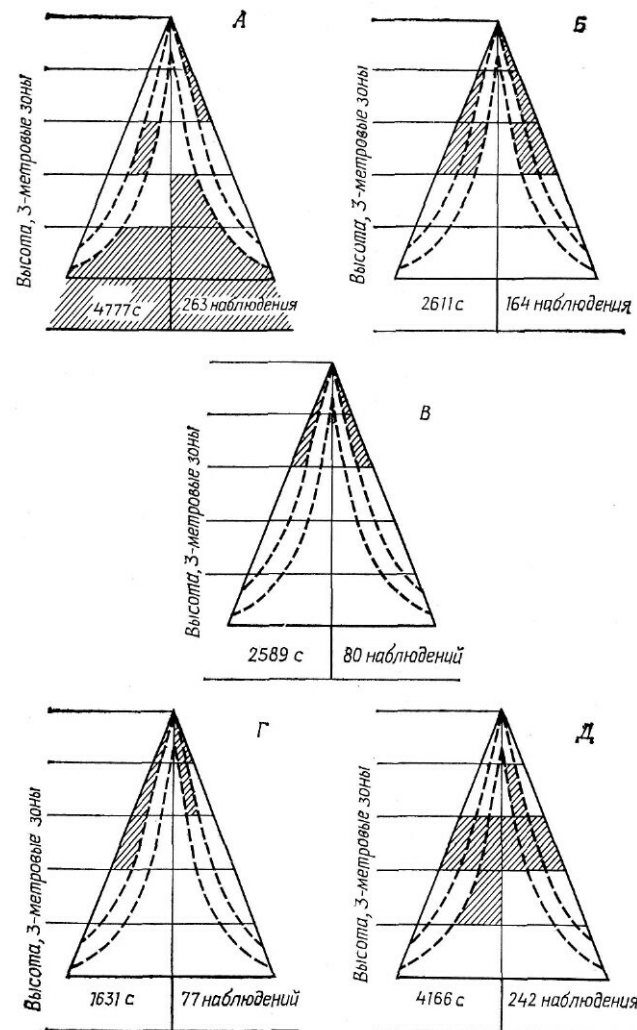 А
Высота, 3-метровые зоны
4777 с
263 наблюдения
Б
Высота, 3-метровые зоны
2611 с
164 наблюдения
В
Высота, 3-метровые зоны
2589 с
80 наблюдений
Г
Высота, 3-метровые зоны
1631 с
77 наблюдений
Д
Высота, 3-метровые зоны
4166 с
242 наблюдения